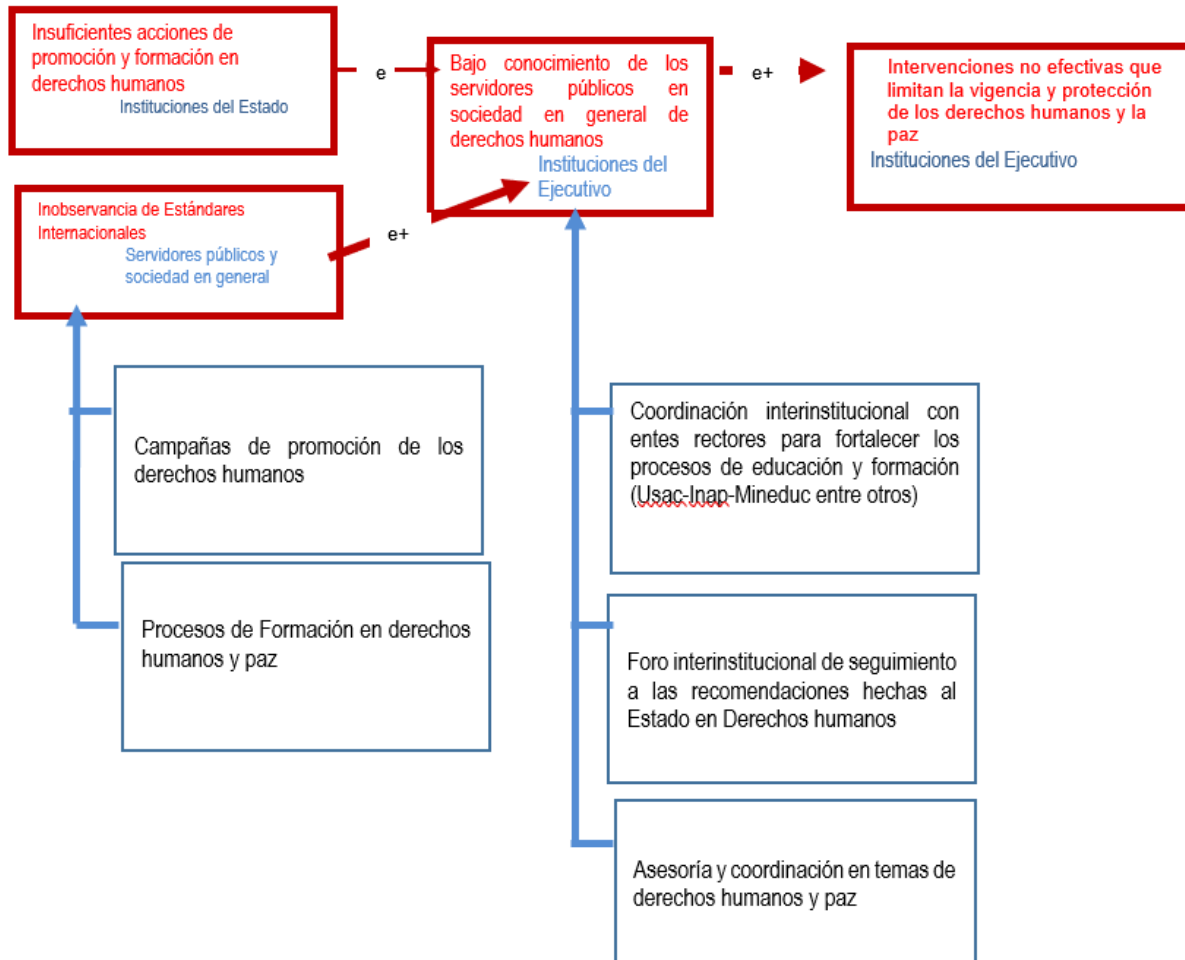 Insuficientes acciones de
promoción y formación en
derechos humanos
Instituciones del Estado
e
Bajo conocimiento de los
servidores públicos en
sociedad en general de
derechos humanos
Instituciones del
Ejecutivo
e+
Intervenciones no efectivas que
limitan la vigencia y protección
de los derechos humanos y la
paz
Instituciones del Ejecutivo
Inobservancia de Estándares
Internacionales
Servidores públicos y
sociedad en general
e+
Campañas de promoción de los
derechos humanos
Procesos de Formación en derechos
humanos y paz
Coordinación interinstitucional con
entes rectores para fortalecer los
procesos de educación y formación
(Usac-Inap-Mineduc entre otros)
Foro interinstitucional de seguimiento
a las recomendaciones hechas al
Estado en Derechos humanos
Asesoría y coordinación en temas de
derechos humanos y paz